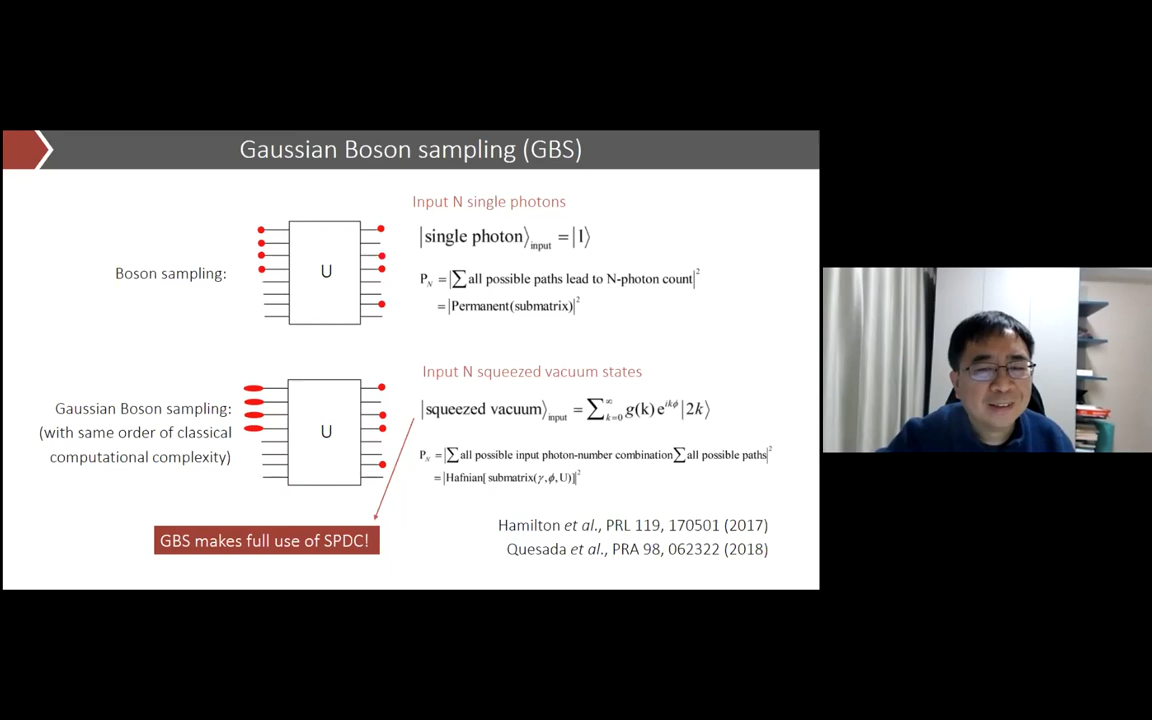 Gaussian Boson sampling (GBS)
Input N single photons
|single photon⟩input = |1⟩
Boson sampling:
U
P_N = |∑ all possible paths lead to N-photon count|²
= |Permanent(submatrix)|²
Input N squeezed vacuum states
Gaussian Boson sampling:
(with same order of classical
computational complexity)
U
|squeezed vacuum⟩input = ∑_{k=0}^{∞} g(k) e^{ikϕ} |2k⟩
P_N = |∑ all possible input photon-number combination ∑ all possible paths|²
= |Hafnian[ submatrix(γ, ϕ, U)]|²
GBS makes full use of SPDC!
Hamilton et al., PRL 119, 170501 (2017)
Quesada et al., PRA 98, 062322 (2018)